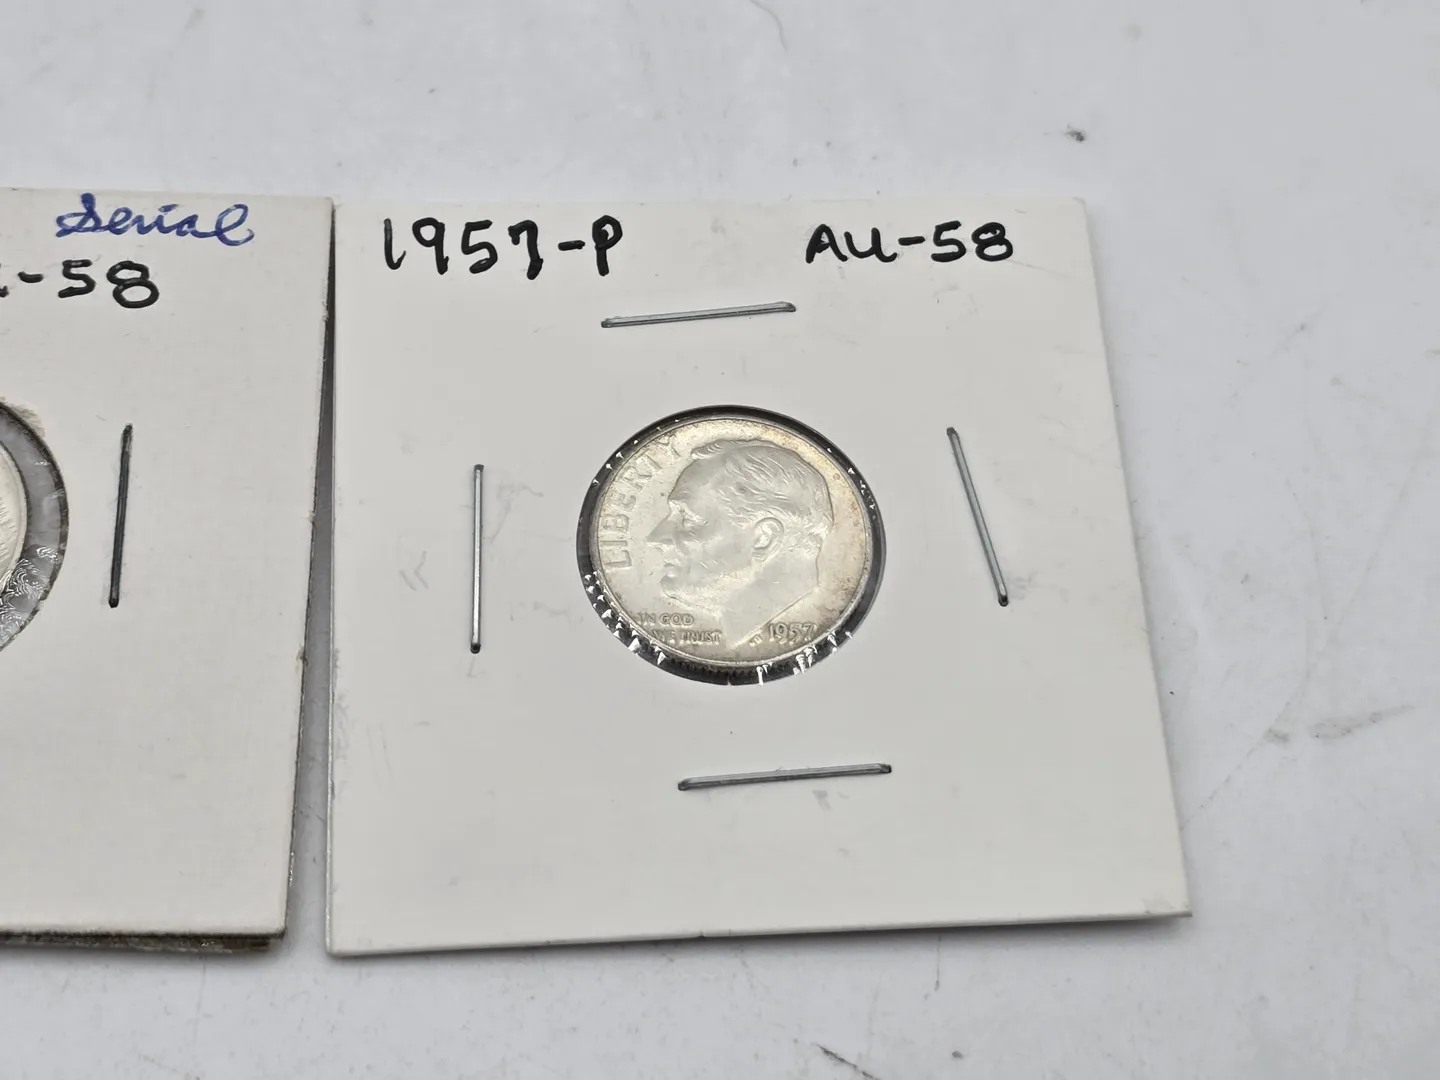 Serial
-58
1957-P AU-58
LIBERTY
IN GOD
WE TRUST
1957